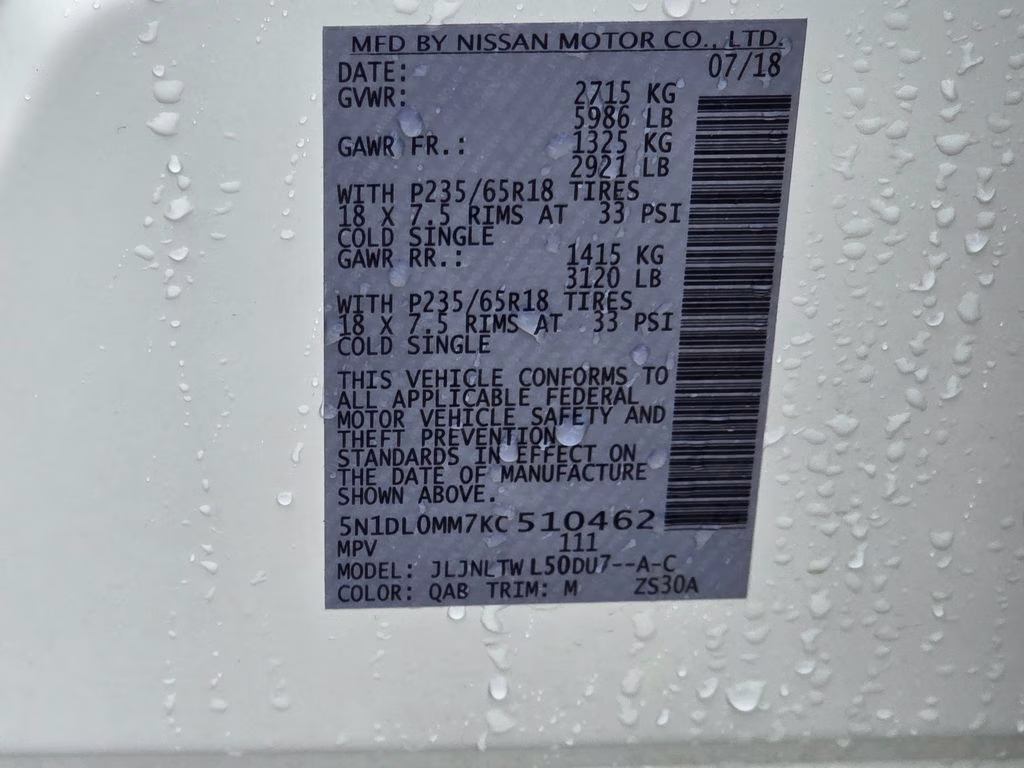 MFD BY NISSAN MOTOR CO., LTD.
DATE: 07/18
GVWR: 2715 KG
5986 LB
GAWR FR.: 1325 KG
2921 LB
WITH P235/65R18 TIRES
18 X 7.5 RIMS AT 33 PSI
COLD SINGLE
GAWR RR.: 1415 KG
3120 LB
WITH P235/65R18 TIRES
18 X 7.5 RIMS AT 33 PSI
COLD SINGLE
THIS VEHICLE CONFORMS TO
ALL APPLICABLE FEDERAL
MOTOR VEHICLE SAFETY AND
THEFT PREVENTION
STANDARDS IN EFFECT ON
THE DATE OF MANUFACTURE
SHOWN ABOVE.
5N1DL0MM7KC510462
MPV 111
MODEL: JLJNLTWL50DU7--A-C
COLOR: QAB TRIM: M ZS30A